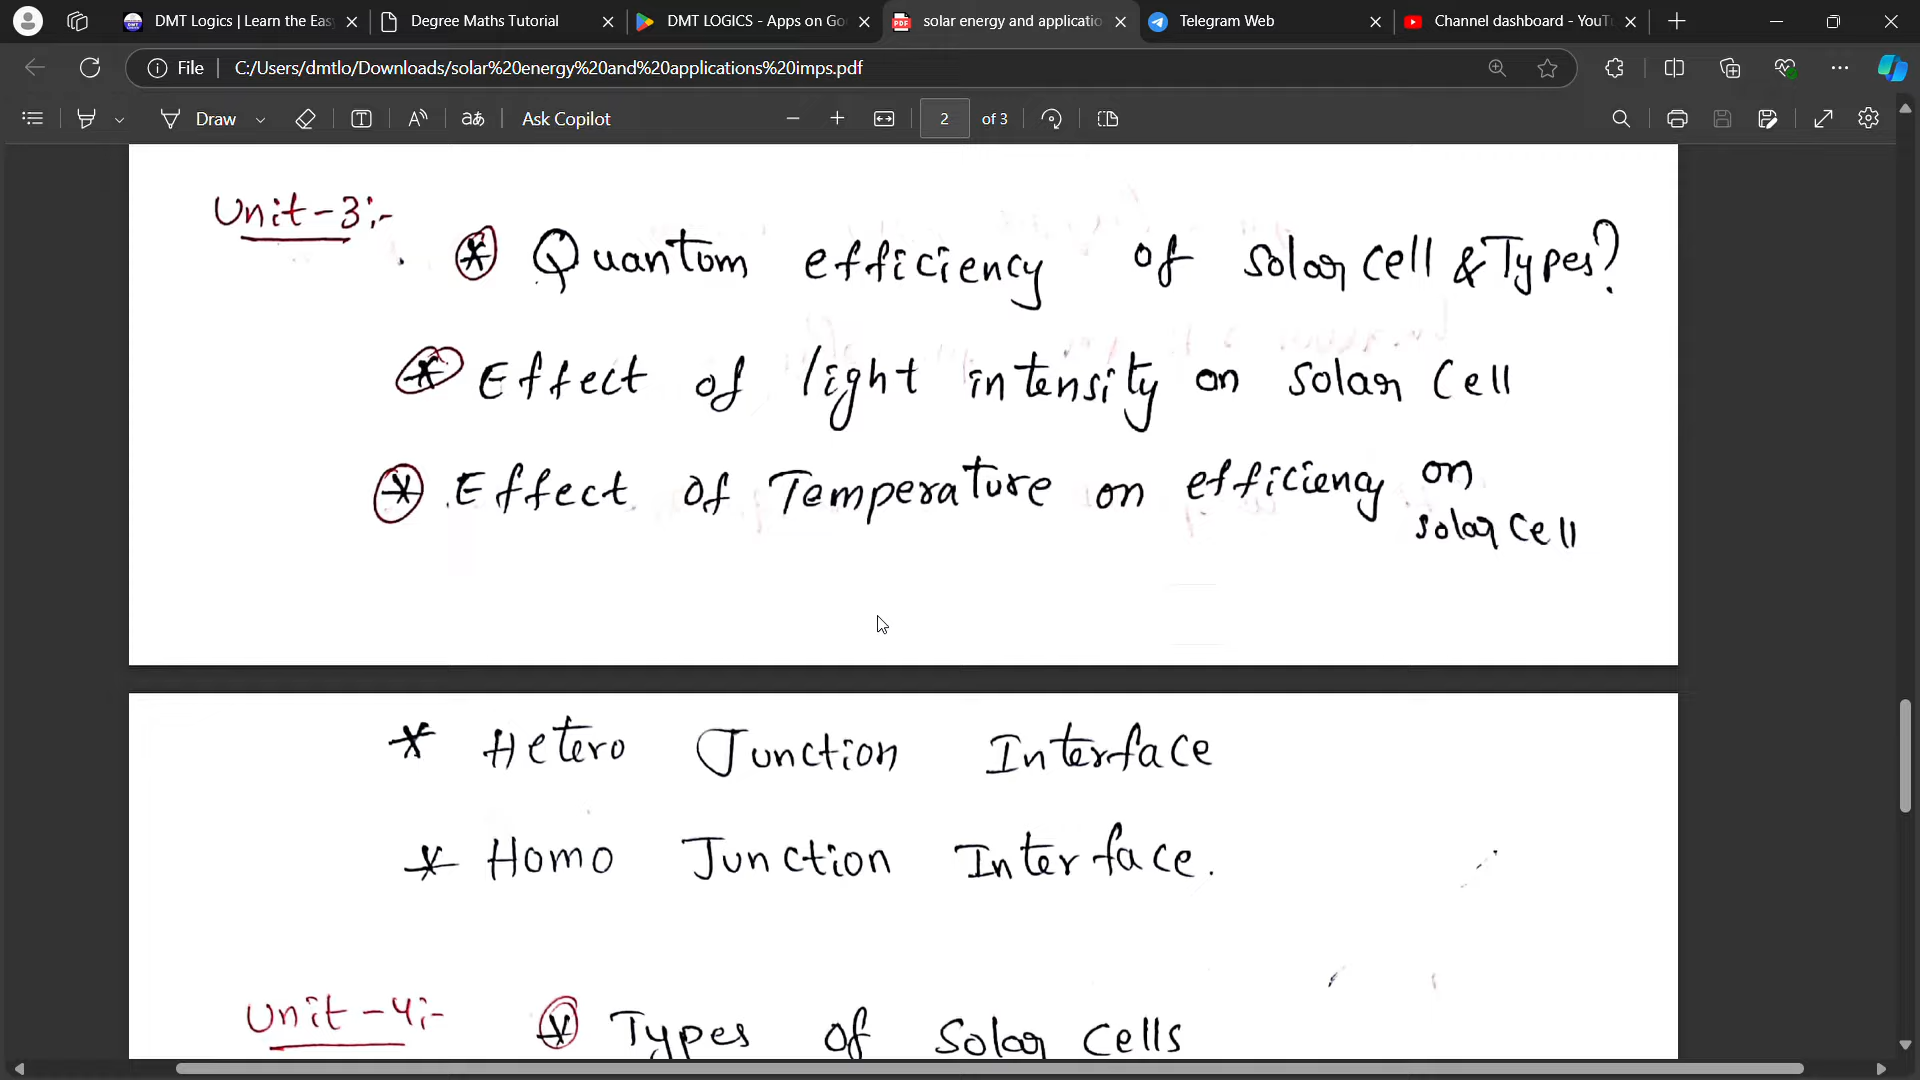 DMT Logics | Learn the Eas
Degree Maths Tutorial
DMT LOGICS - Apps on Go
solar energy and applicatio
Telegram Web
Channel dashboard - YouTu
File
C:/Users/dmtlo/Downloads/solar%20energy%20and%20applications%20imps.pdf
Draw
Ask Copilot
2 of 3
Unit-3:-
* Quantom efficiency of solar cell & Types?
* Effect of light intensity on solar cell
* Effect of Temperature on efficieny on
solar cell
* Hetero Junction Interface
* Homo Junction Interface.
Unit-4:-
* Types of Solar cells